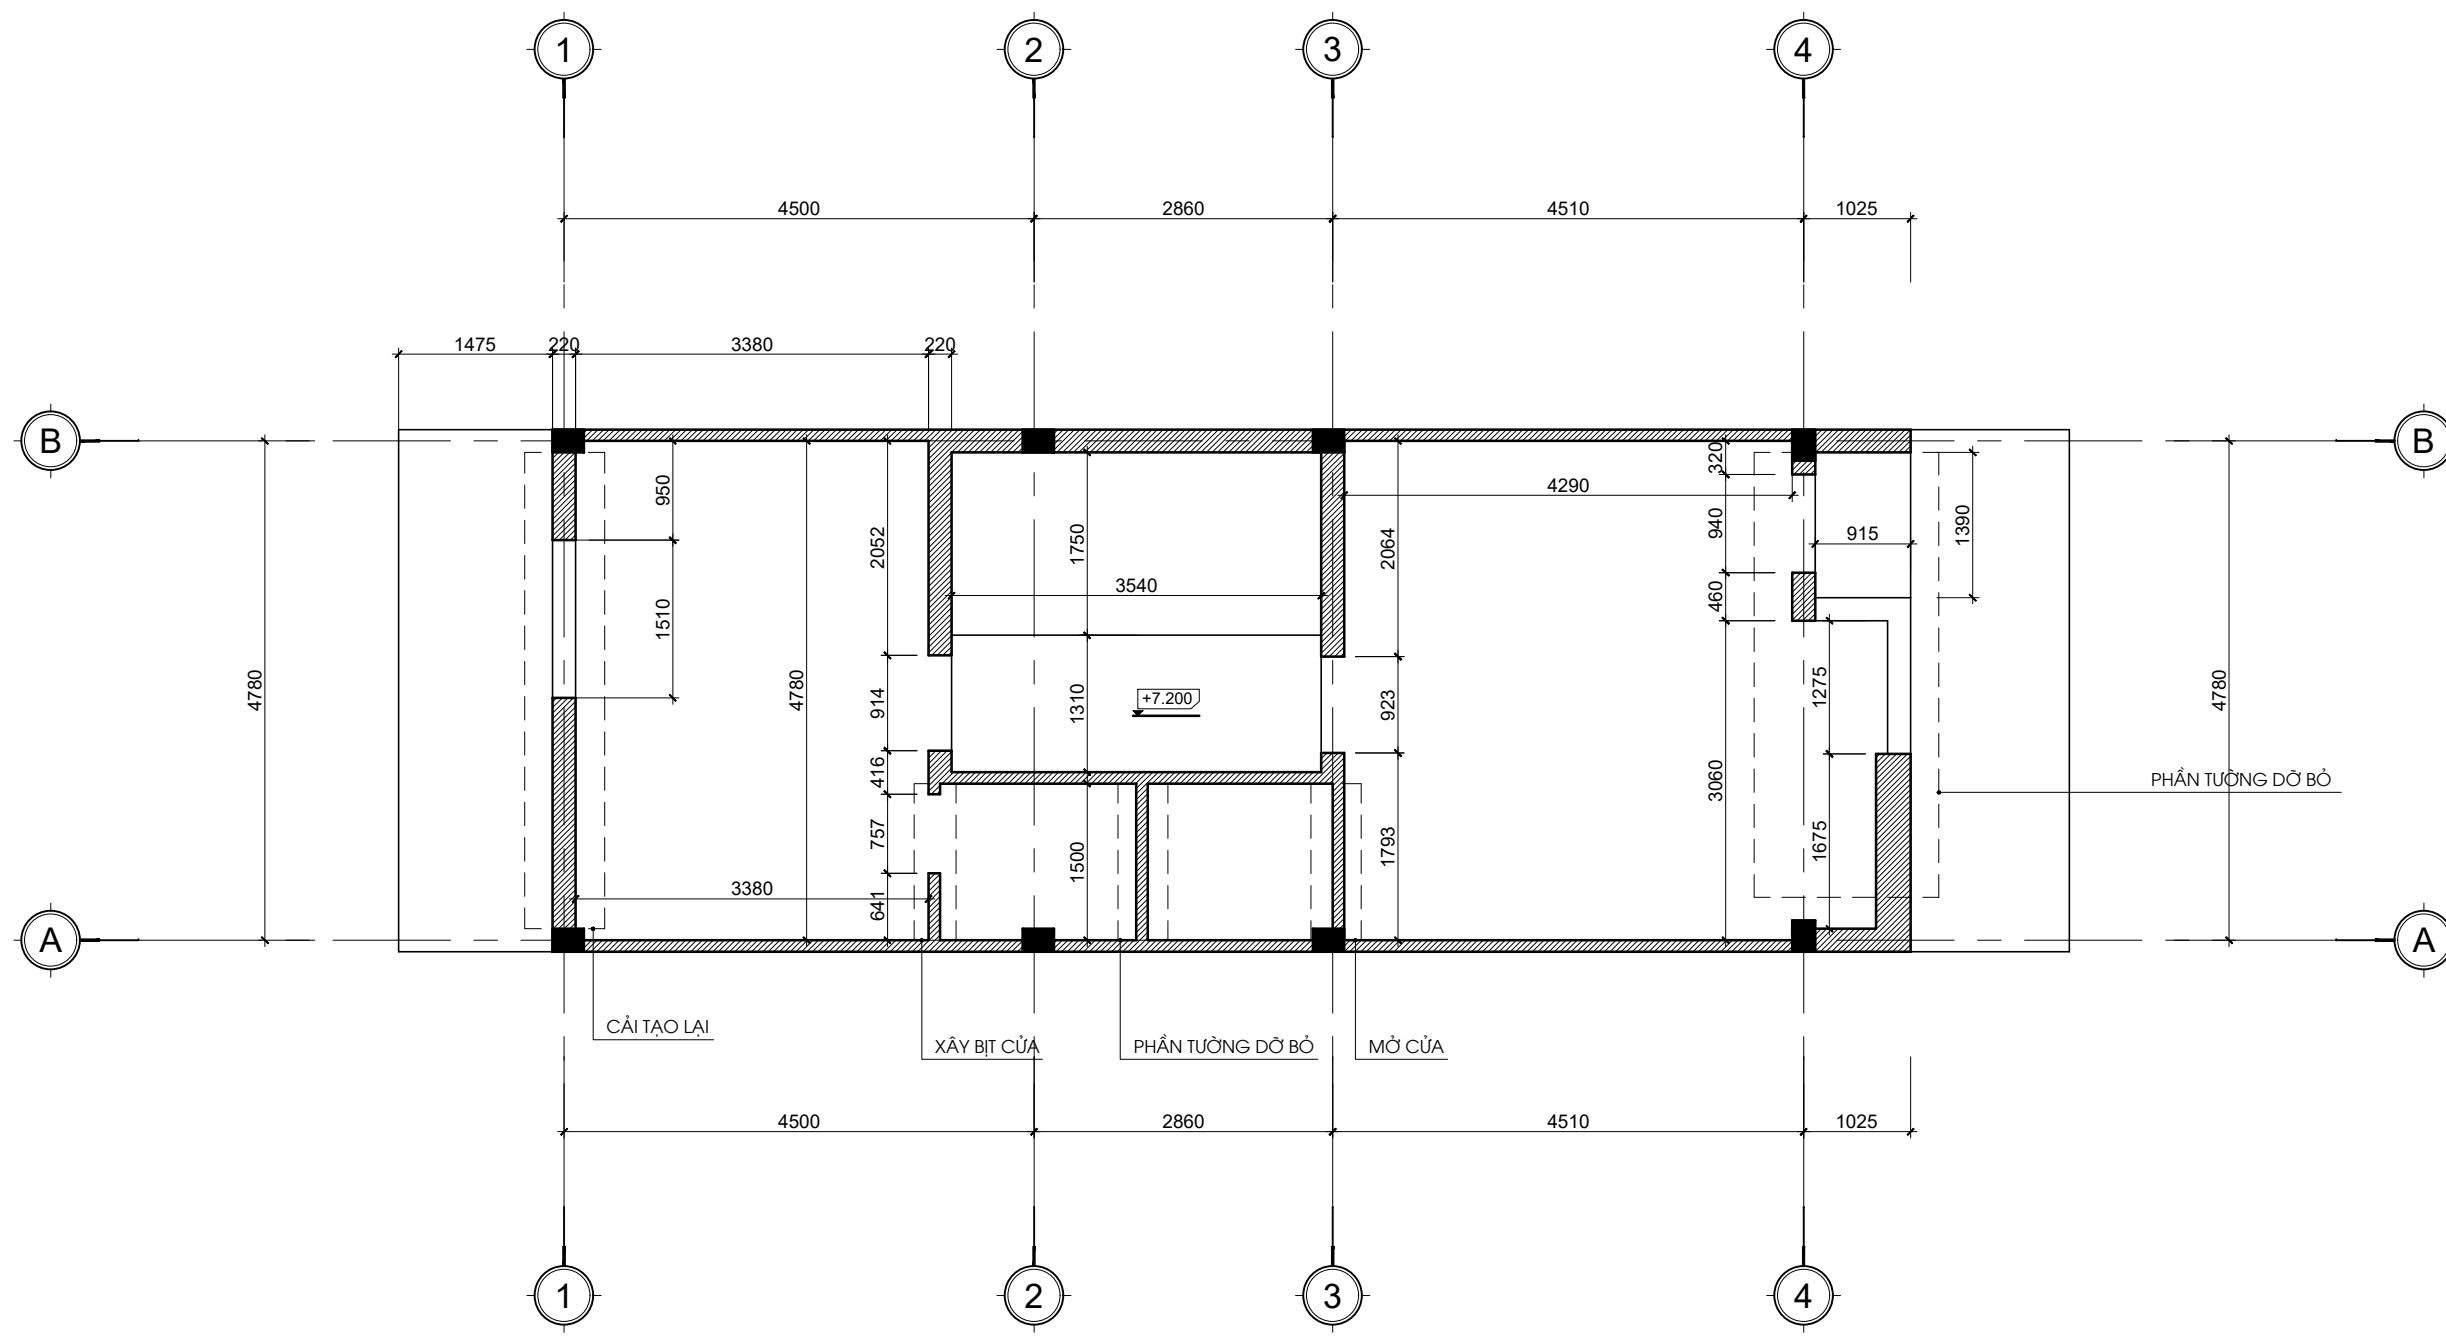 1 2 3 4
4500 2860 4510 1025
1475 220 3380 220
B B
320
950
4290
940
915
1390
2052
1750
2064
3540
460
1510
4780
4780
914
1310
+7.200
923
1275
4780
416
3060
PHẦN TƯỜNG DỠ BỎ
757
1500
1793
1675
3380
641
A A
CẢI TẠO LẠI
XÂY BỊT CỬA PHẦN TƯỜNG DỠ BỎ MỞ CỬA
4500 2860 4510 1025
1 2 3 4